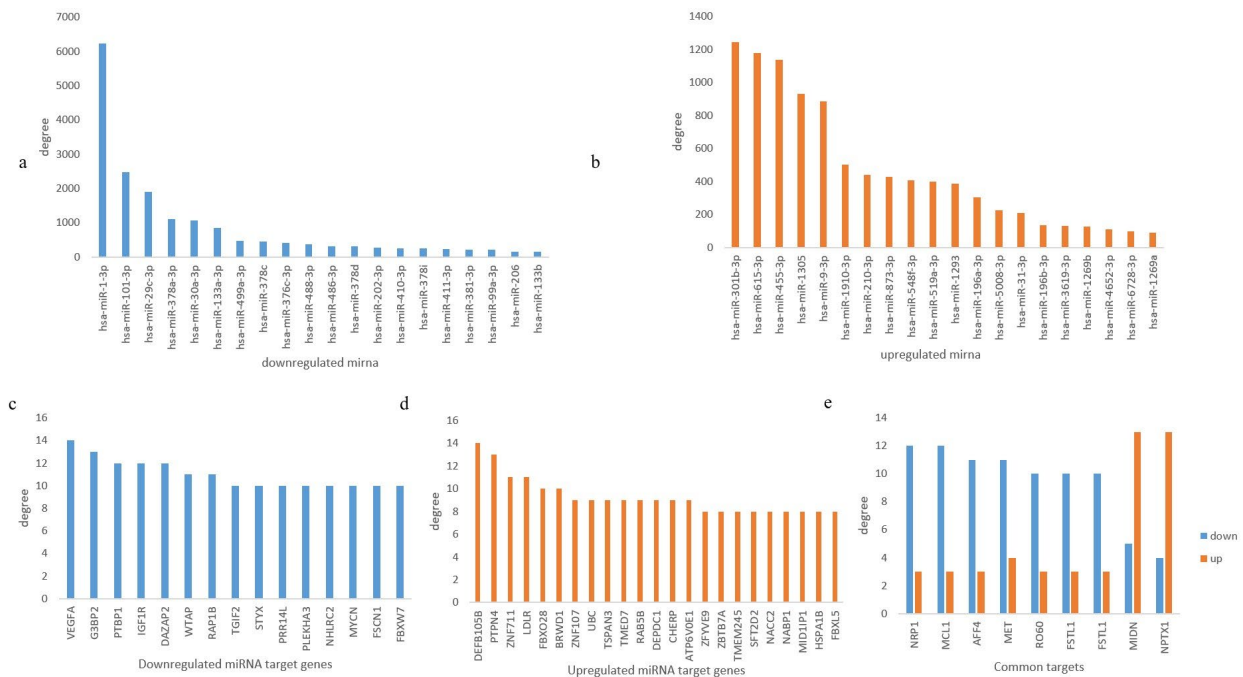 a
degree
7000
6000
5000
4000
3000
2000
1000
0
hsa-miR-1-3p
hsa-miR-101-3p
hsa-miR-29c-3p
hsa-miR-378a-3p
hsa-miR-30a-3p
hsa-miR-133a-3p
hsa-miR-499a-3p
hsa-miR-378c
hsa-miR-376c-3p
hsa-miR-488-3p
hsa-miR-486-3p
hsa-miR-378d
hsa-miR-202-3p
hsa-miR-410-3p
hsa-miR-378i
hsa-miR-411-3p
hsa-miR-381-3p
hsa-miR-99a-3p
hsa-miR-206
hsa-miR-133b
downregulated mirna
b
degree
1400
1200
1000
800
600
400
200
0
hsa-miR-301b-3p
hsa-miR-615-3p
hsa-miR-455-3p
hsa-miR-1305
hsa-miR-9-3p
hsa-miR-1910-3p
hsa-miR-210-3p
hsa-miR-873-3p
hsa-miR-548f-3p
hsa-miR-519a-3p
hsa-miR-1293
hsa-miR-196a-3p
hsa-miR-5008-3p
hsa-miR-31-3p
hsa-miR-196b-3p
hsa-miR-3619-3p
hsa-miR-1269b
hsa-miR-4652-3p
hsa-miR-6728-3p
hsa-miR-1269a
upregulated mirna
c
degree
16
14
12
10
8
6
4
2
0
VEGFA
G3BP2
PTBP1
IGF1R
DAZAP2
WTAP
RAP1B
TGIF2
STYX
PRR14L
PLEKHA3
NHLRC2
MYCN
FSCN1
FBXW7
Downregulated miRNA target genes
d
degree
16
14
12
10
8
6
4
2
0
DEFB105B
PTPN4
ZNF711
LDLR
FBXO28
BRWD1
ZNF107
UBC
TSPAN3
TMED7
RAB5B
DEPDC1
CHERP
ATP6V0E1
ZFYVE9
ZBTB7A
TMEM245
SFT2D2
NACC2
NABP1
MID1IP1
HSPA1B
FBXL5
Upregulated miRNA target genes
e
degree
14
12
10
8
6
4
2
0
NRP1
MCL1
AFF4
MET
RO60
FSTL1
FSTL1
MIDN
NPTX1
Common targets
down
up